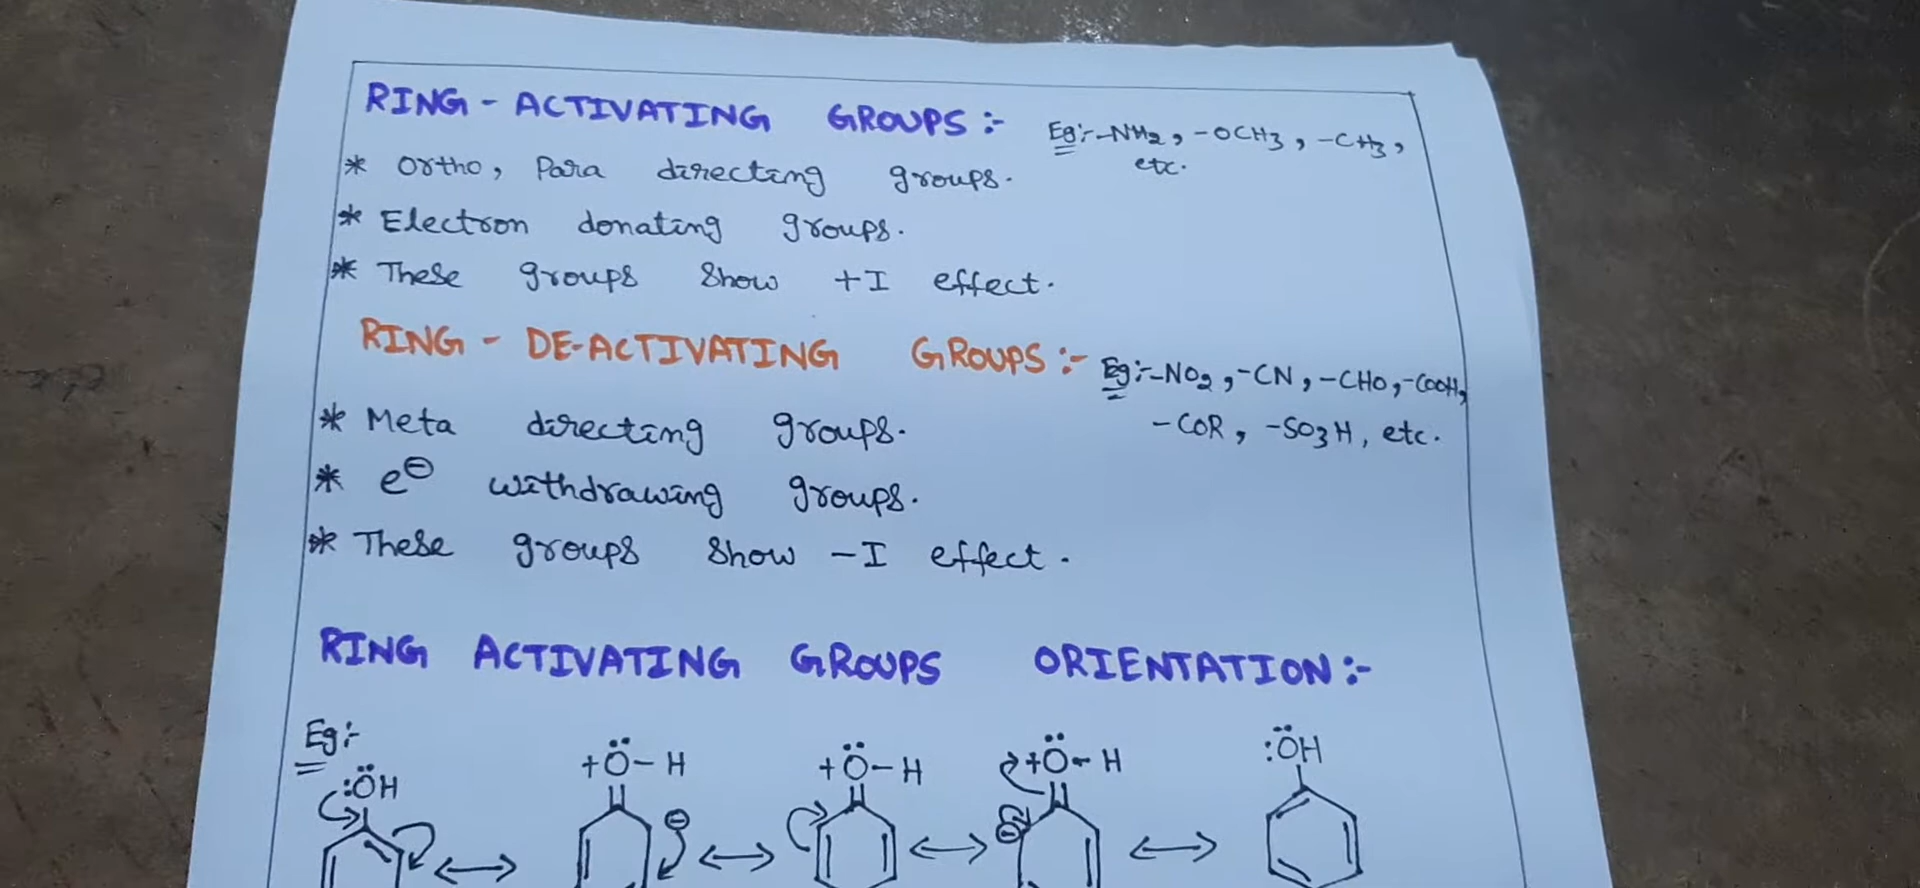 RING - ACTIVATING GROUPS :- Eg:- -NH2, -OCH3, -CH3,
etc.
* Ortho, Para directing groups.
* Electron donating groups.
* These groups show +I effect.
RING - DE-ACTIVATING GROUPS :- Eg:- -NO2, -CN, -CHO, -COOH,
-COR, -SO3H, etc.
* Meta directing groups.
* e⊖ withdrawing groups.
* These groups show -I effect.
RING ACTIVATING GROUPS ORIENTATION:-
Eg:-
:ÖH +Ö-H +Ö-H +Ö-H :ÖH
⊖ ⊖